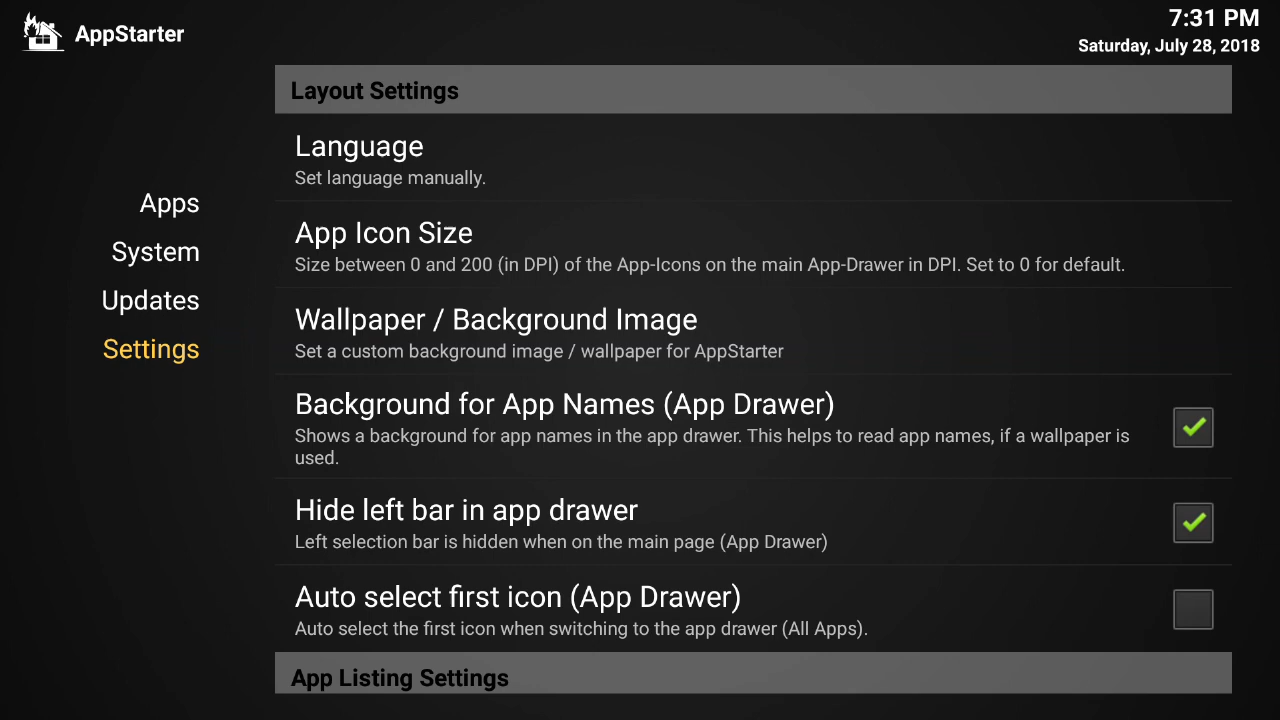 AppStarter
7:31 PM
Saturday, July 28, 2018
Apps
System
Updates
Settings
Layout Settings
Language
Set language manually.
App Icon Size
Size between 0 and 200 (in DPI) of the App-Icons on the main App-Drawer in DPI. Set to 0 for default.
Wallpaper / Background Image
Set a custom background image / wallpaper for AppStarter
Background for App Names (App Drawer)
Shows a background for app names in the app drawer. This helps to read app names, if a wallpaper is
used.
Hide left bar in app drawer
Left selection bar is hidden when on the main page (App Drawer)
Auto select first icon (App Drawer)
Auto select the first icon when switching to the app drawer (All Apps).
App Listing Settings